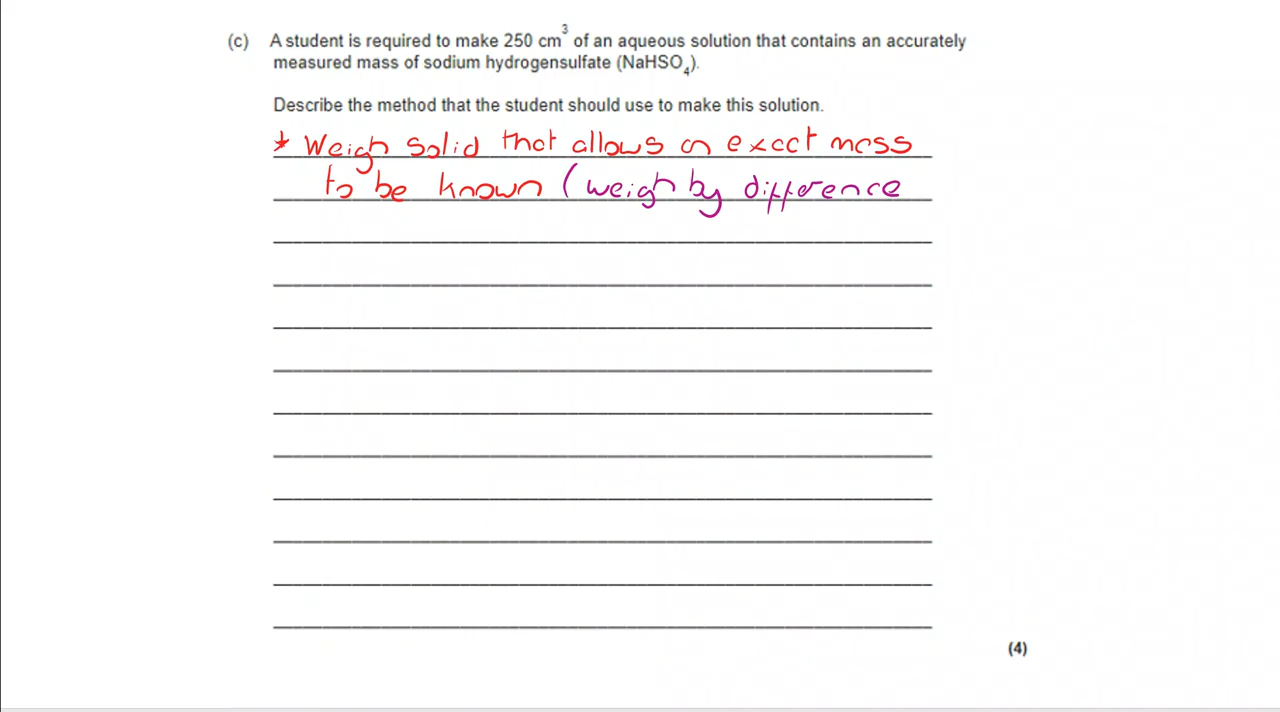 (c) A student is required to make 250 cm³ of an aqueous solution that contains an accurately
measured mass of sodium hydrogensulfate (NaHSO₄).
Describe the method that the student should use to make this solution.
* Weigh solid that allows an exact mass
to be known (weigh by difference
(4)